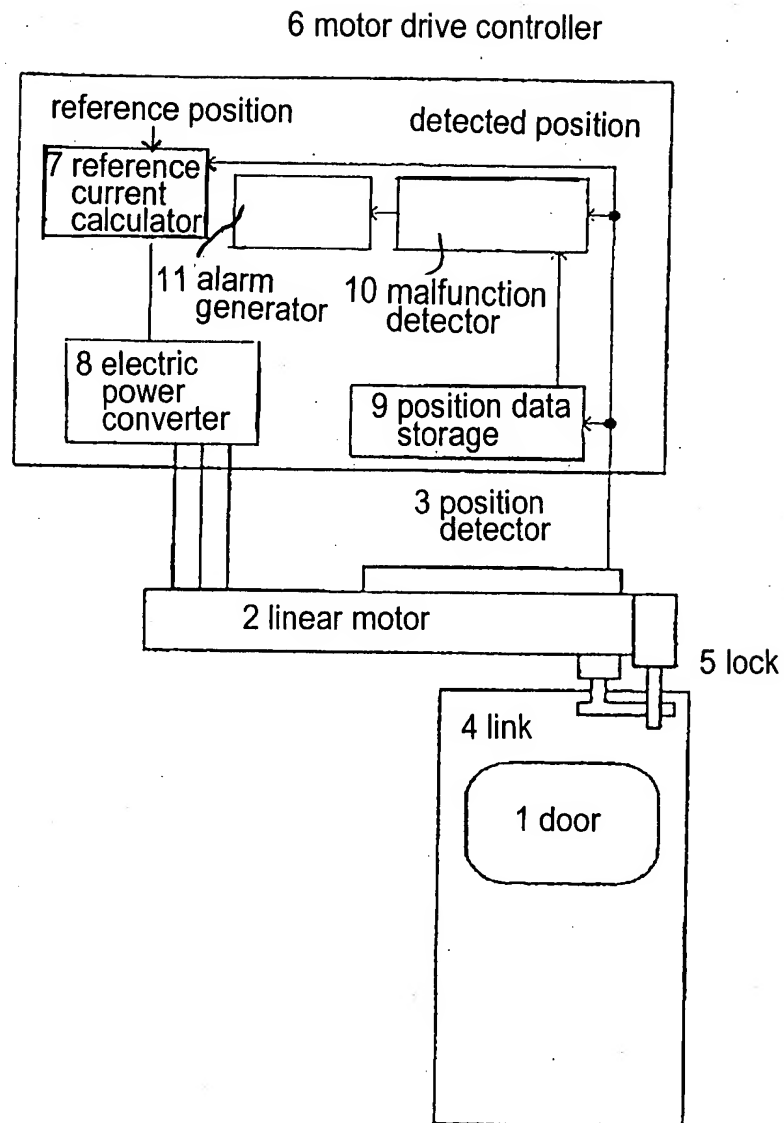 6 motor drive controller
reference position
detected position
7 reference
current
calculator
11 alarm
generator
10 malfunction
detector
8 electric
power
converter
9 position data
storage
3 position
detector
2 linear motor
5 lock
4 link
1 door